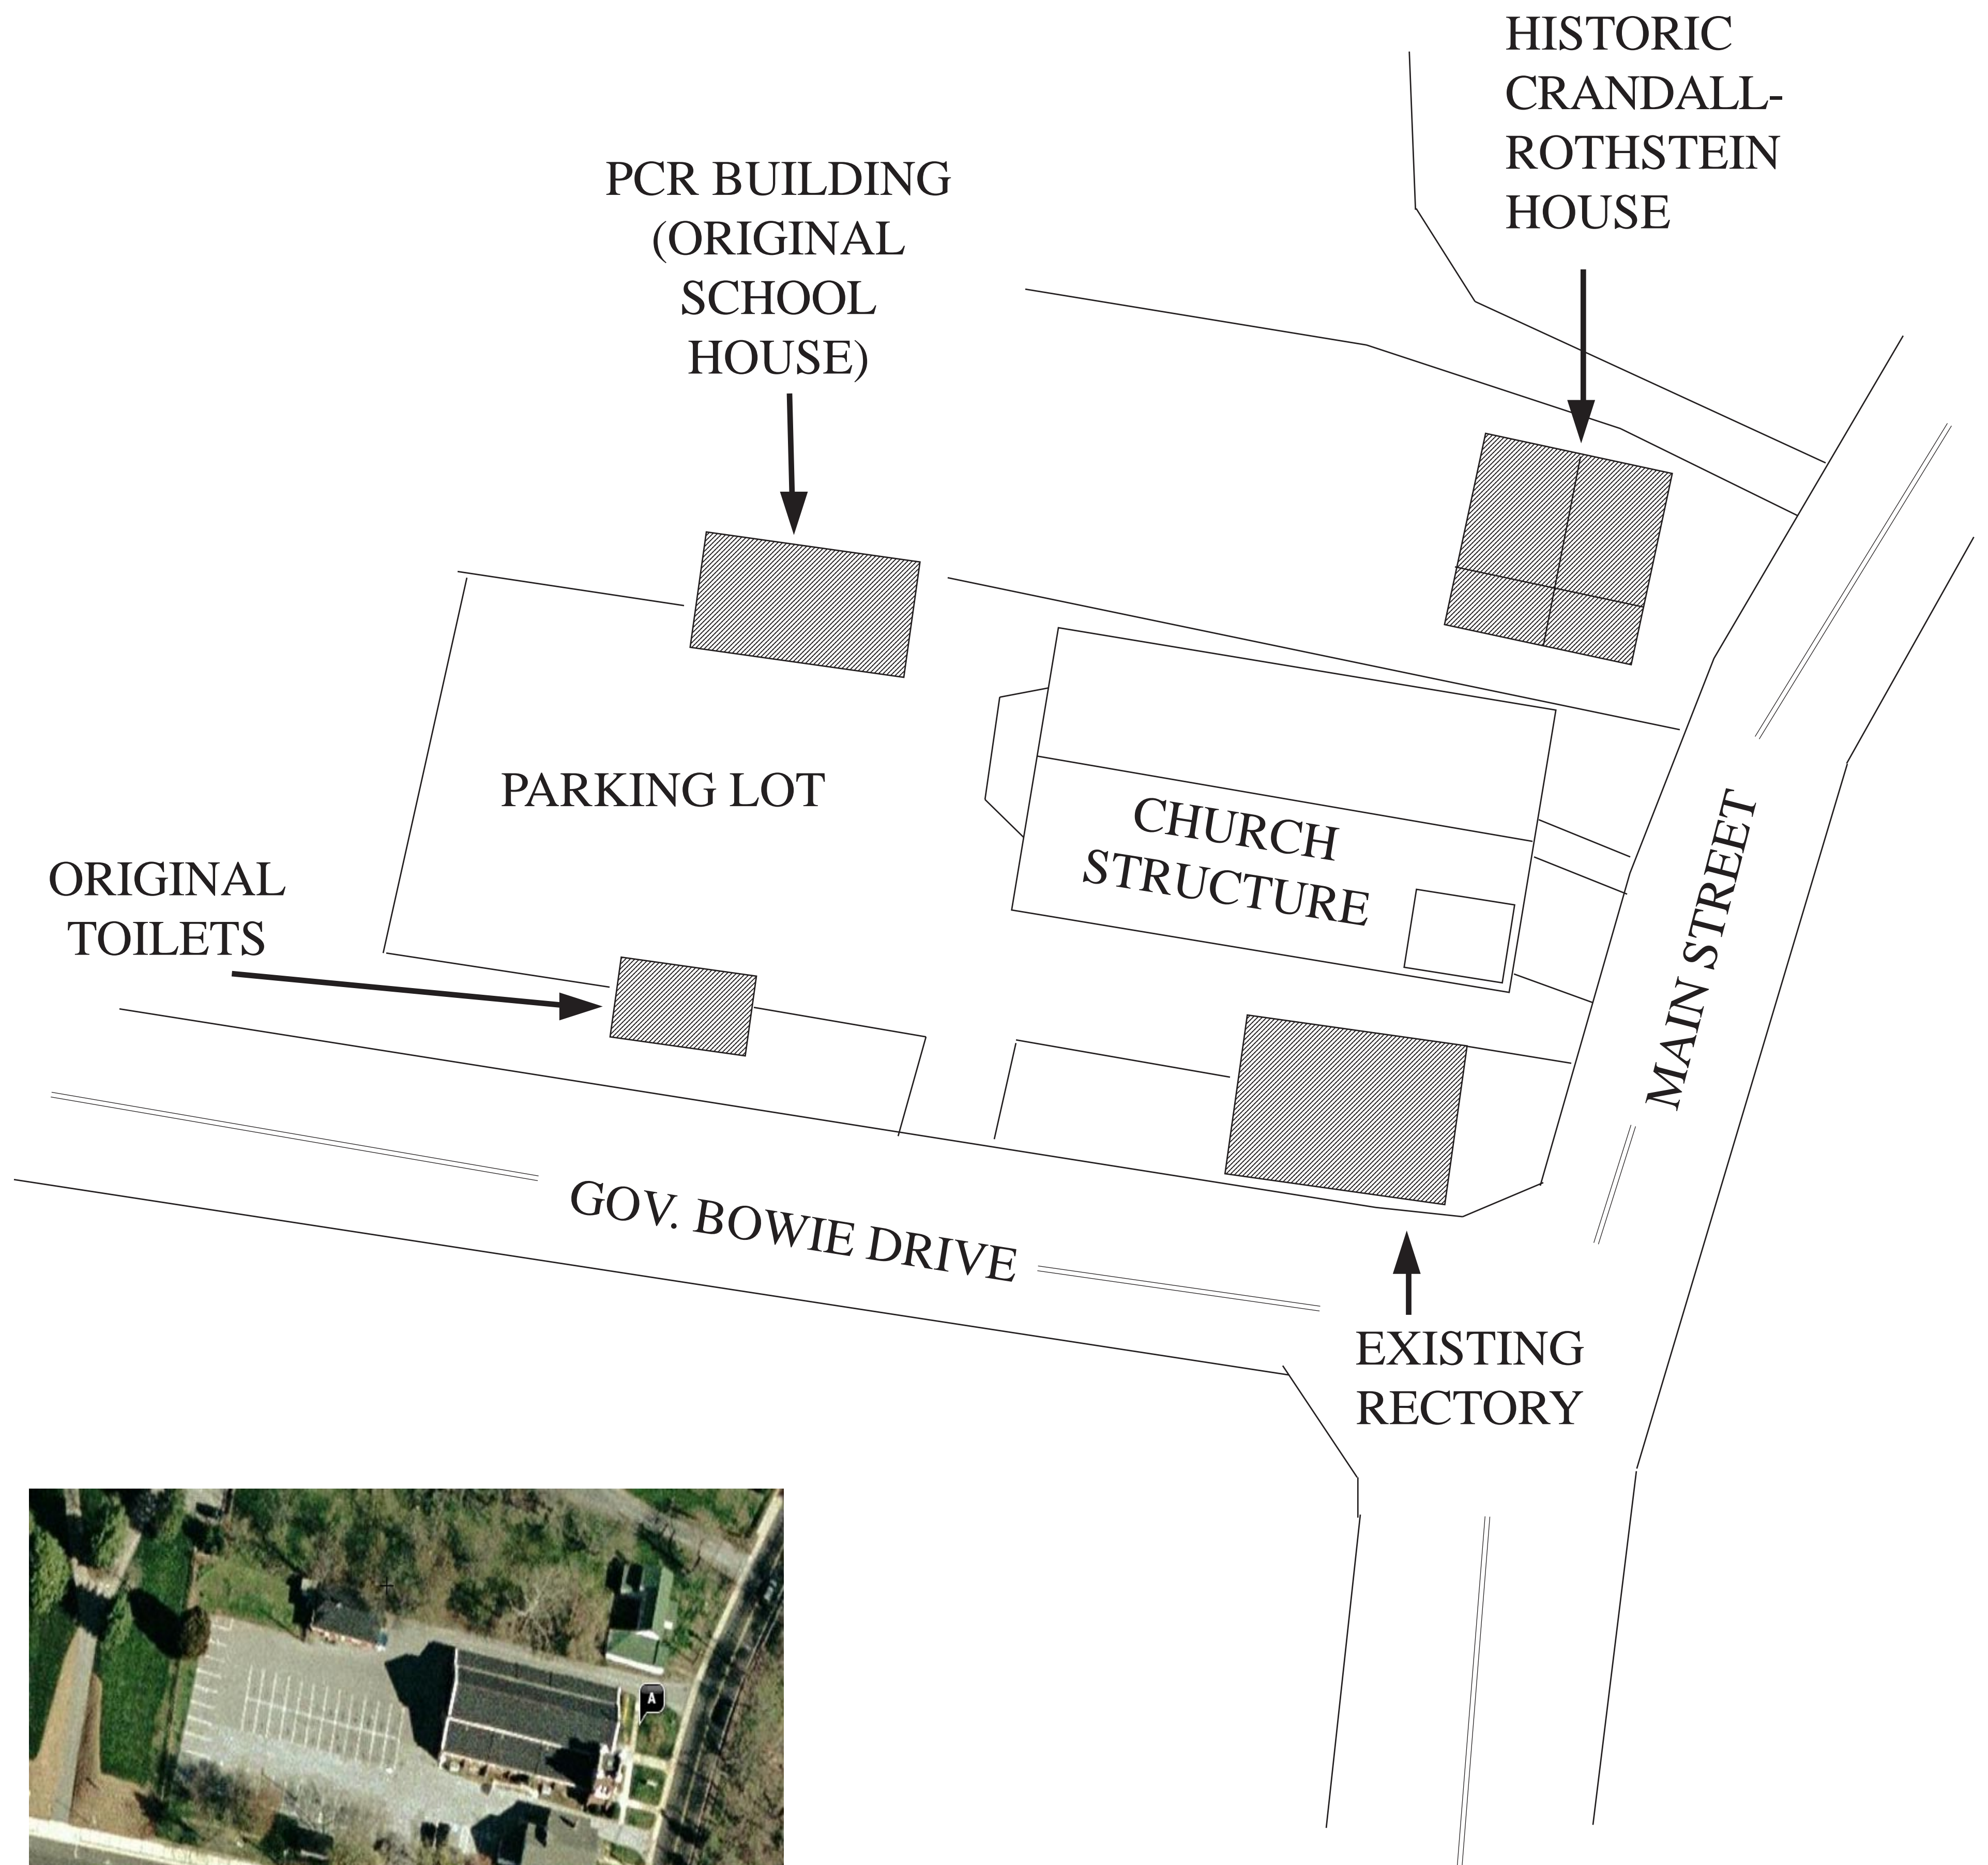 HISTORIC
CRANDALL-
ROTHSTEIN
HOUSE
PCR BUILDING
(ORIGINAL
SCHOOL
HOUSE)
PARKING LOT
CHURCH
STRUCTURE
ORIGINAL
TOILETS
MAIN STREET
GOV. BOWIE DRIVE
EXISTING
RECTORY
A